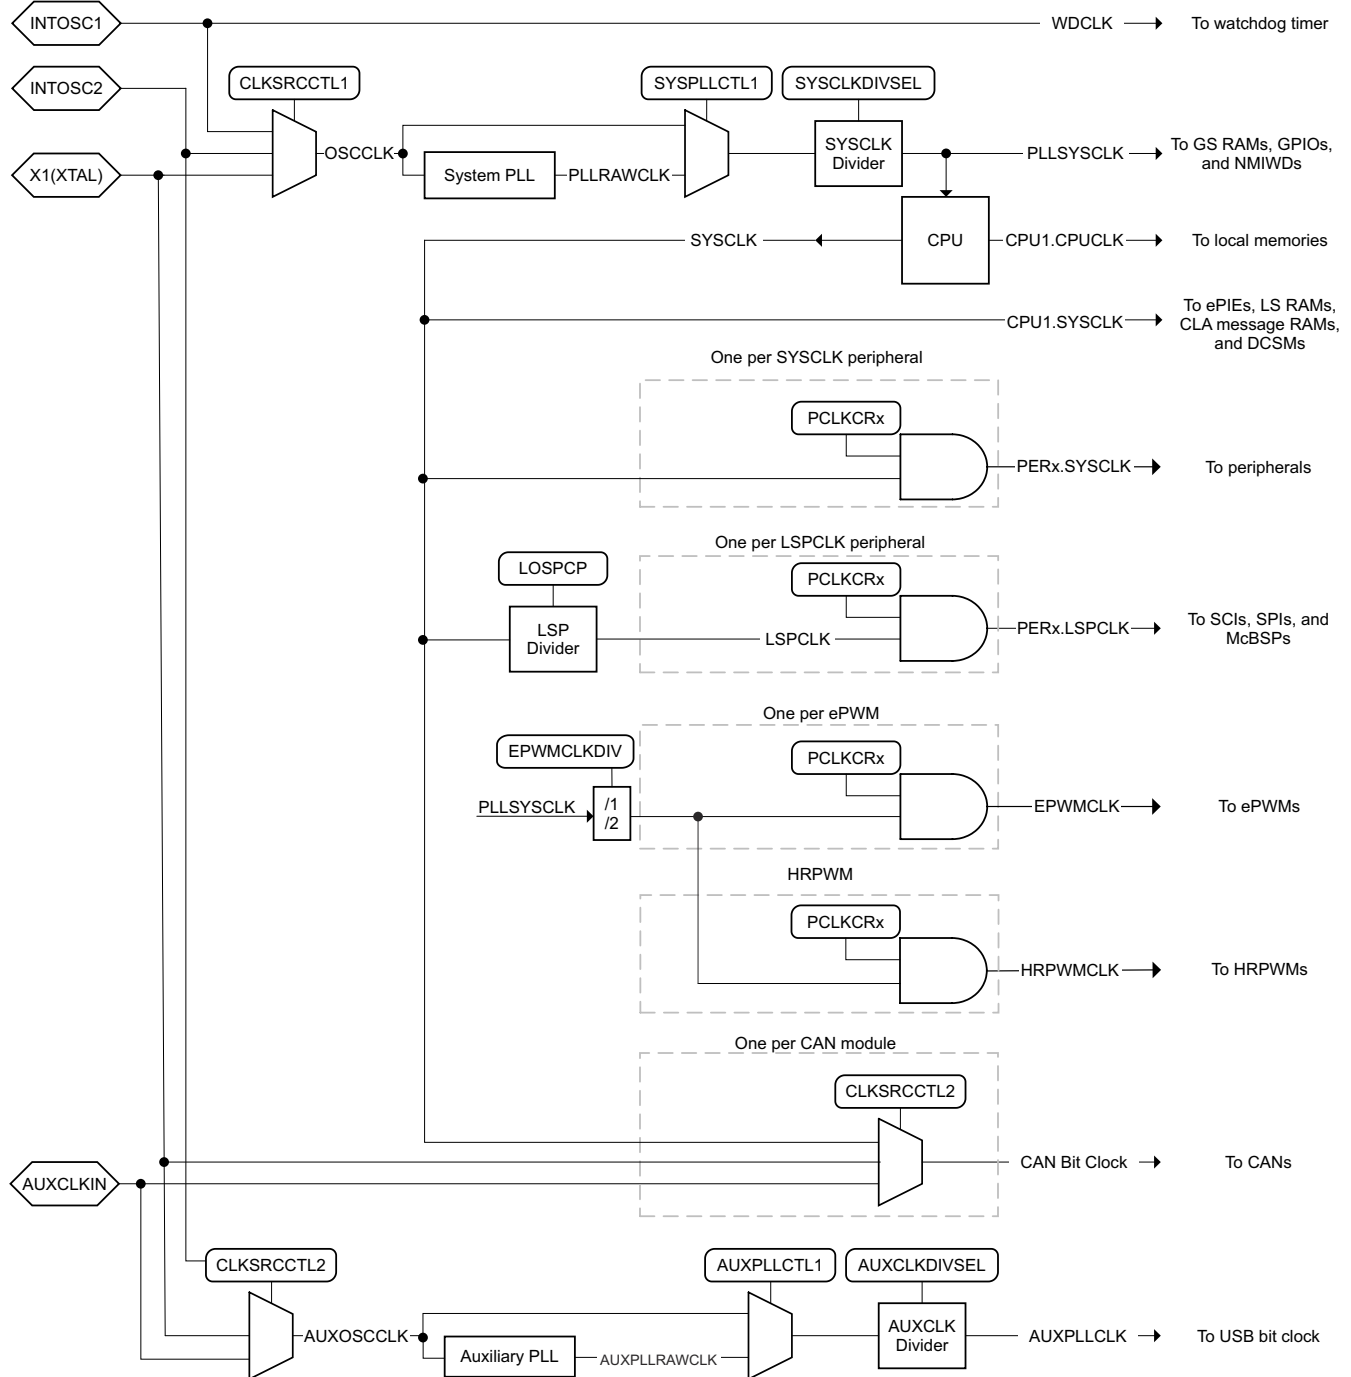 INTOSC1
WDCLK
To watchdog timer
INTOSC2
CLKSRCCTL1
SYSPLLCTL1
SYSCLKDIVSEL
X1(XTAL)
OSCCLK
System PLL
PLLRAWCLK
SYSCLK
Divider
PLLSYSCLK
To GS RAMs, GPIOs,
and NMIWDs
SYSCLK
CPU
CPU1.CPUCLK
To local memories
CPU1.SYSCLK
To ePIEs, LS RAMs,
CLA message RAMs,
and DCSMs
One per SYSCLK peripheral
PCLKCRx
PERx.SYSCLK
To peripherals
One per LSPCLK peripheral
LOSPCP
PCLKCRx
LSP
Divider
LSPCLK
PERx.LSPCLK
To SCIs, SPIs, and
McBSPs
One per ePWM
EPWMCLKDIV
PCLKCRx
PLLSYSCLK
/1
/2
EPWMCLK
To ePWMs
HRPWM
PCLKCRx
HRPWMCLK
To HRPWMs
One per CAN module
CLKSRCCTL2
CAN Bit Clock
To CANs
AUXCLKIN
CLKSRCCTL2
AUXPLLCTL1
AUXCLKDIVSEL
AUXOSCCLK
Auxiliary PLL
AUXPLLRAWCLK
AUXCLK
Divider
AUXPLLCLK
To USB bit clock